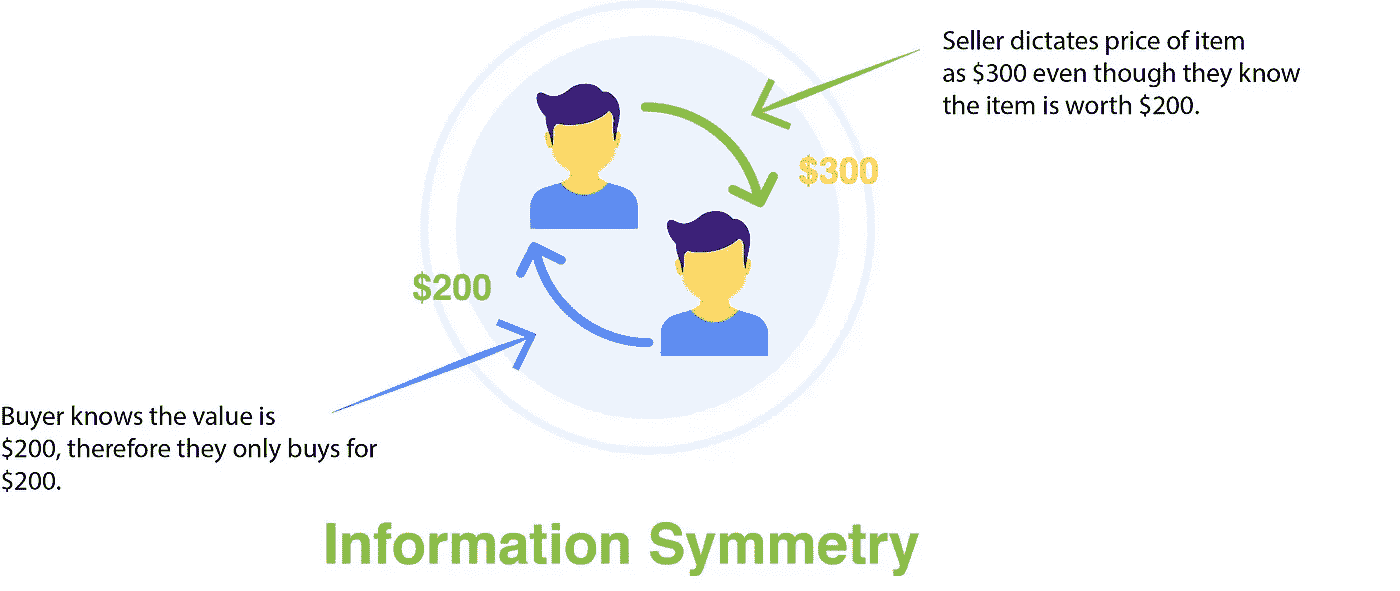 Seller dictates price of item
as $300 even though they know
the item is worth $200.
$300
$200
Buyer knows the value is
$200, therefore they only buys for
$200.
Information Symmetry